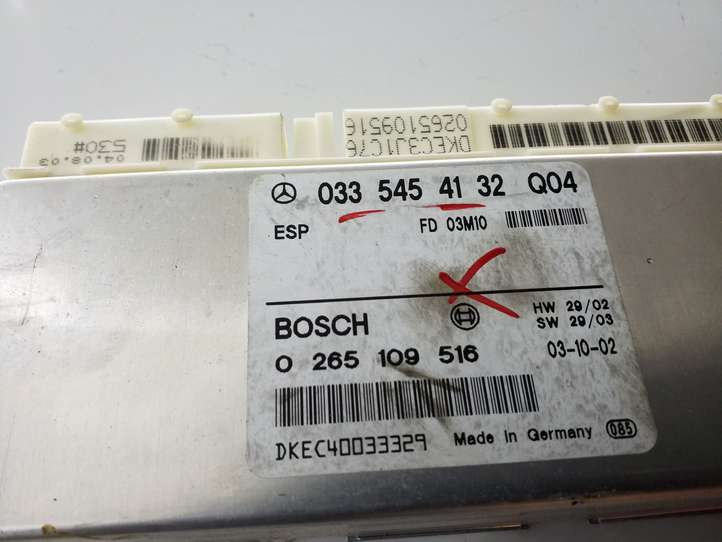 04.08.03
530#
DKEC3J1C76
0265109516
033 545 41 32 Q04
ESP FD 03M10
BOSCH HW 29/02
SW 29/03
0 265 109 516 03-10-02
DKEC40033329 Made in Germany 085